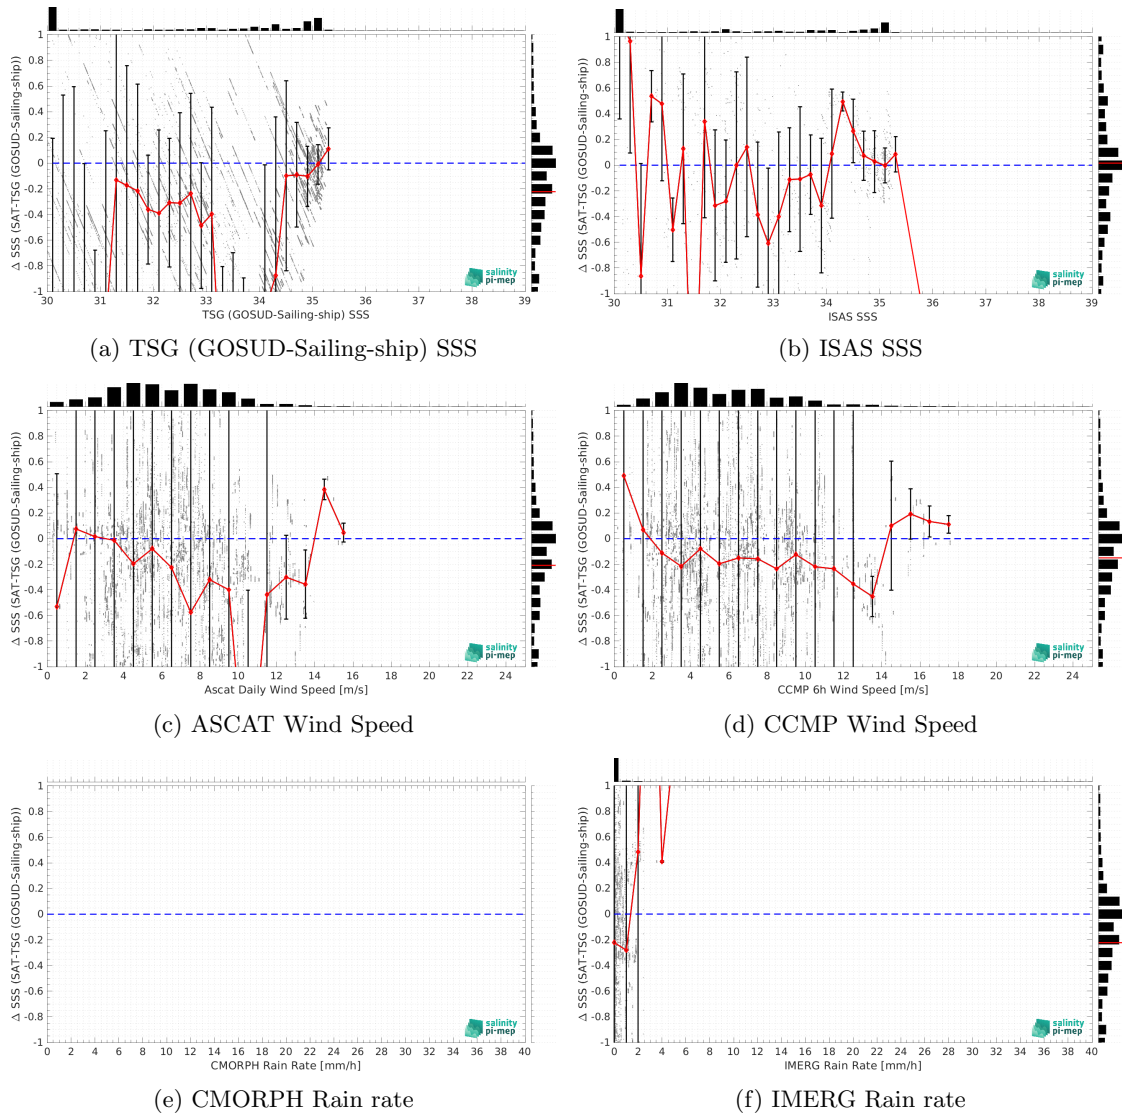 1
0.8
0.6
0.4
0.2
0
-0.2
-0.4
-0.6
-0.8
-1
Δ SSS (SAT-TSG (GOSUD-Sailing-ship))
30 31 32 33 34 35 36 37 38 39
TSG (GOSUD-Sailing-ship) SSS
salinity
pi-mep
(a) TSG (GOSUD-Sailing-ship) SSS
1
0.8
0.6
0.4
0.2
0
-0.2
-0.4
-0.6
-0.8
-1
Δ SSS (SAT-TSG (GOSUD-Sailing-ship))
30 31 32 33 34 35 36 37 38 39
ISAS SSS
salinity
pi-mep
(b) ISAS SSS
1
0.8
0.6
0.4
0.2
0
-0.2
-0.4
-0.6
-0.8
-1
Δ SSS (SAT-TSG (GOSUD-Sailing-ship))
0 2 4 6 8 10 12 14 16 18 20 22 24
Ascat Daily Wind Speed [m/s]
salinity
pi-mep
(c) ASCAT Wind Speed
1
0.8
0.6
0.4
0.2
0
-0.2
-0.4
-0.6
-0.8
-1
Δ SSS (SAT-TSG (GOSUD-Sailing-ship))
0 2 4 6 8 10 12 14 16 18 20 22 24
CCMP 6h Wind Speed [m/s]
salinity
pi-mep
(d) CCMP Wind Speed
1
0.8
0.6
0.4
0.2
0
-0.2
-0.4
-0.6
-0.8
-1
Δ SSS (SAT-TSG (GOSUD-Sailing-ship))
0 2 4 6 8 10 12 14 16 18 20 22 24 26 28 30 32 34 36 38 40
CMORPH Rain Rate [mm/h]
salinity
pi-mep
(e) CMORPH Rain rate
1
0.8
0.6
0.4
0.2
0
-0.2
-0.4
-0.6
-0.8
-1
Δ SSS (SAT-TSG (GOSUD-Sailing-ship))
0 2 4 6 8 10 12 14 16 18 20 22 24 26 28 30 32 34 36 38 40
IMERG Rain Rate [mm/h]
salinity
pi-mep
(f) IMERG Rain rate